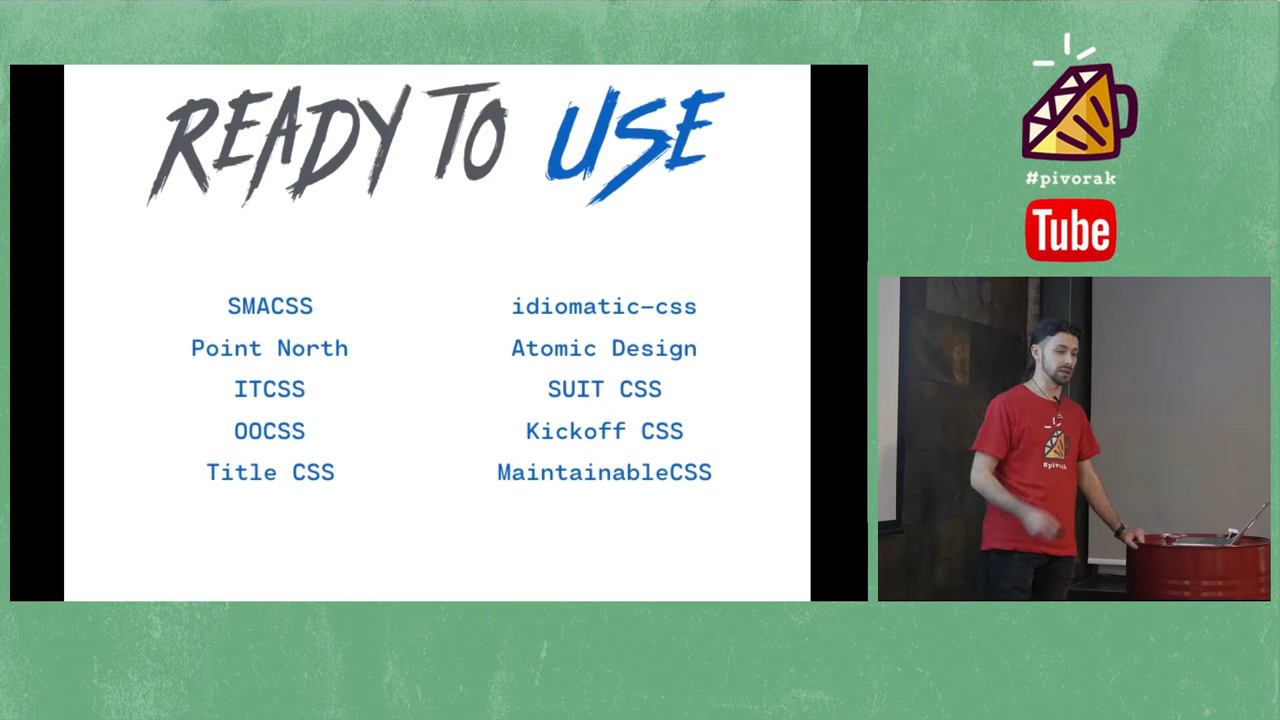 READY TO USE
SMACSS
Point North
ITCSS
OOCSS
Title CSS
idiomatic-css
Atomic Design
SUIT CSS
Kickoff CSS
MaintainableCSS
#pivorak
Tube
#pivorak